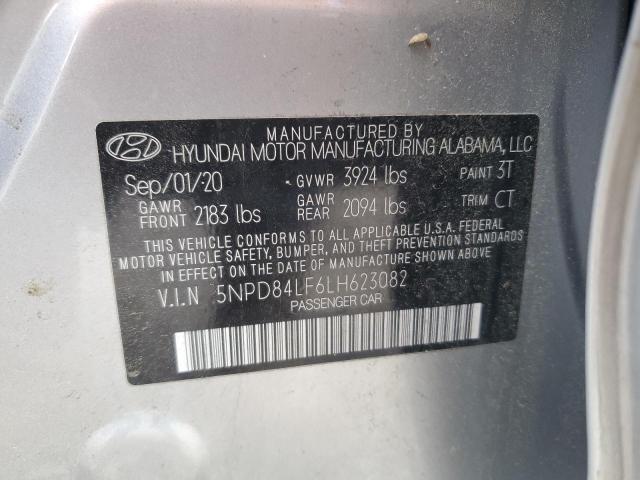 MANUFACTURED BY
HYUNDAI MOTOR MANUFACTURING ALABAMA, LLC
Sep/01/20 GVWR 3924 lbs PAINT 3T
GAWR FRONT 2183 lbs GAWR REAR 2094 lbs TRIM CT
THIS VEHICLE CONFORMS TO ALL APPLICABLE U.S.A. FEDERAL
MOTOR VEHICLE SAFETY, BUMPER, AND THEFT PREVENTION STANDARDS
IN EFFECT ON THE DATE OF MANUFACTURE SHOWN ABOVE.
V.I.N 5NPD84LF6LH623082
PASSENGER CAR